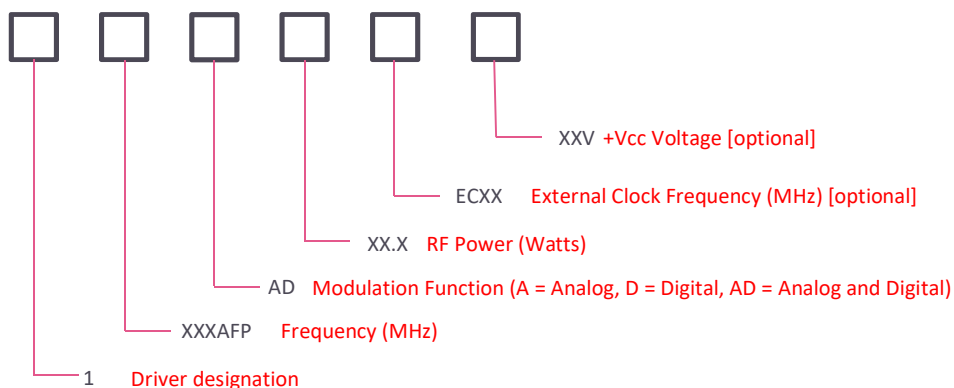 XXV +Vcc Voltage [optional]
ECXX External Clock Frequency (MHz) [optional]
XX.X RF Power (Watts)
AD Modulation Function (A = Analog, D = Digital, AD = Analog and Digital)
XXXAFP Frequency (MHz)
1 Driver designation